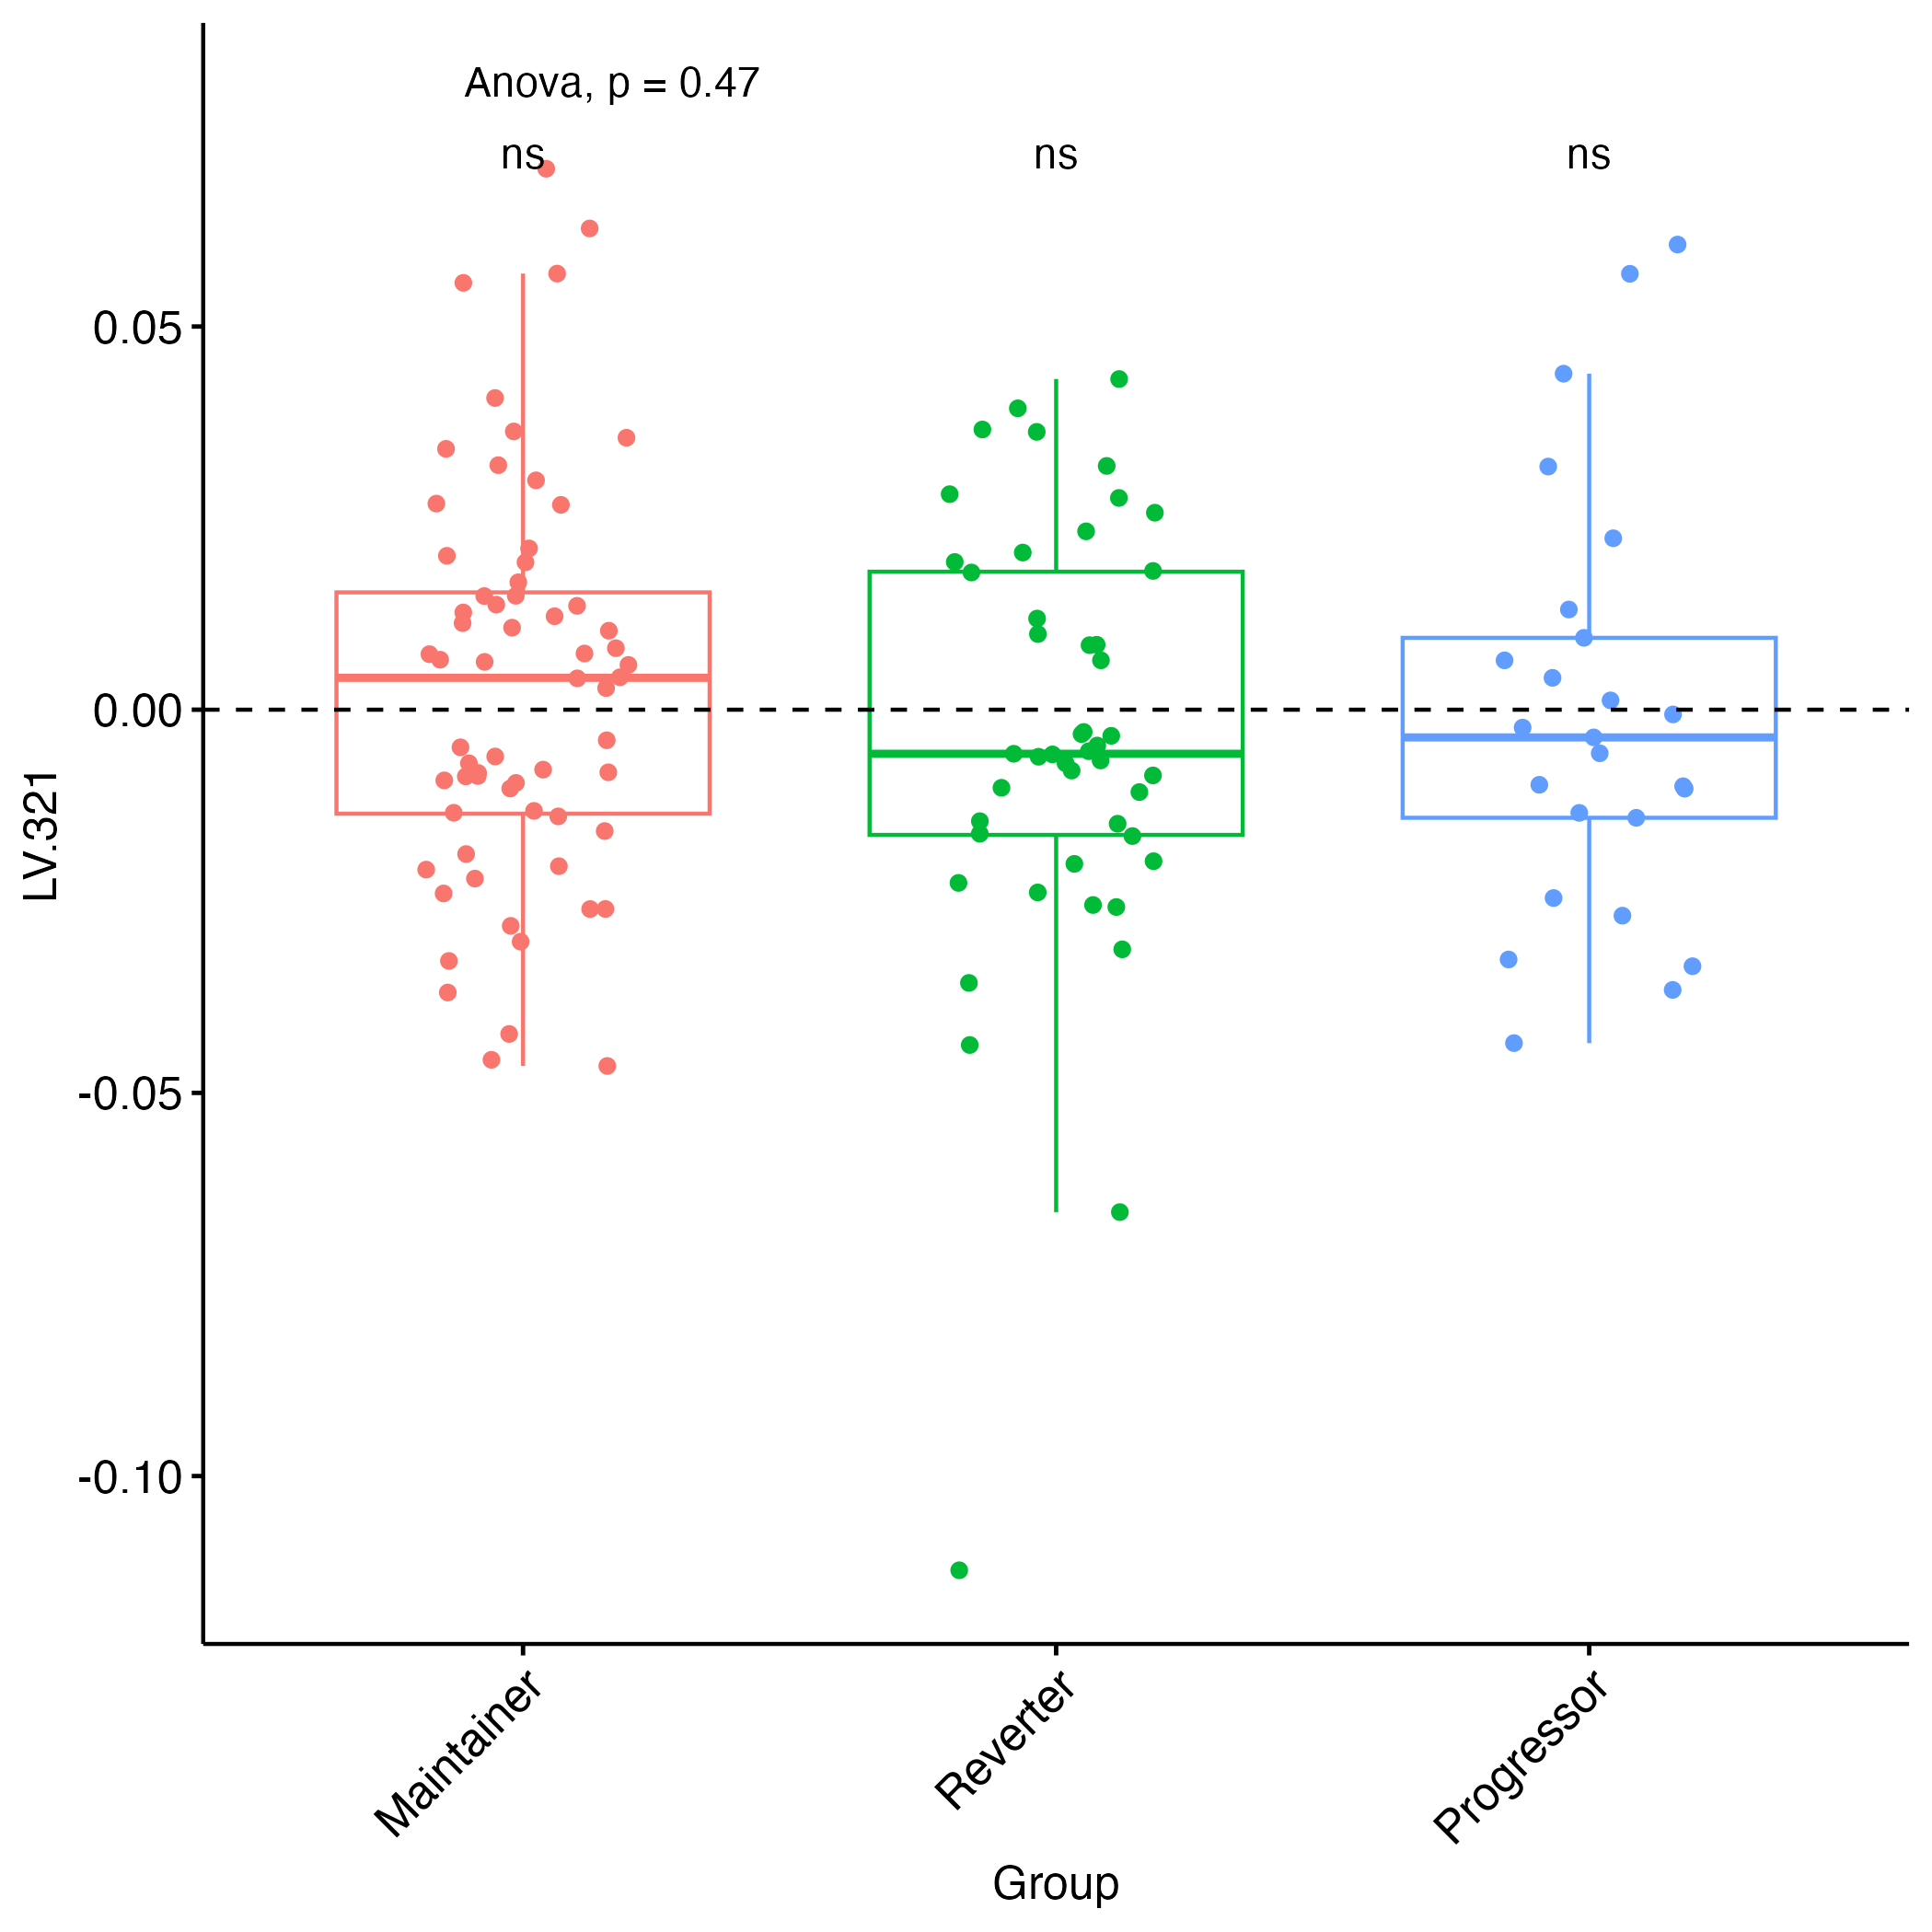 Anova, p = 0.47
ns ns ns
0.05
0.00
-0.05
-0.10
LV.321
Maintainer Reverter Progressor
Group